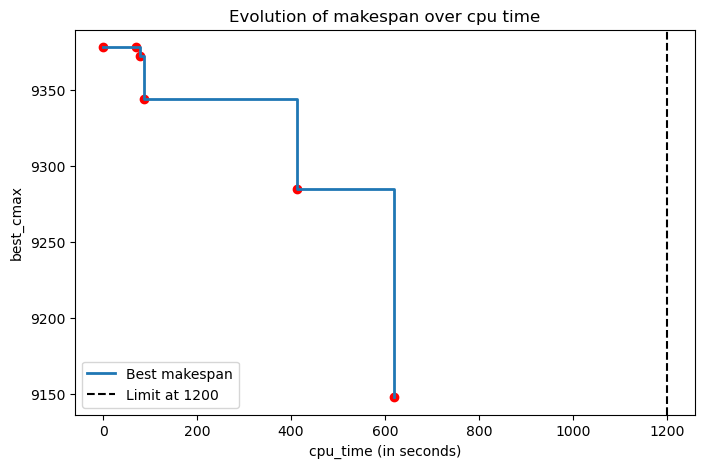 Evolution of makespan over cpu time
best_cmax
9350
9300
9250
9200
9150
Best makespan
Limit at 1200
0 200 400 600 800 1000 1200
cpu_time (in seconds)